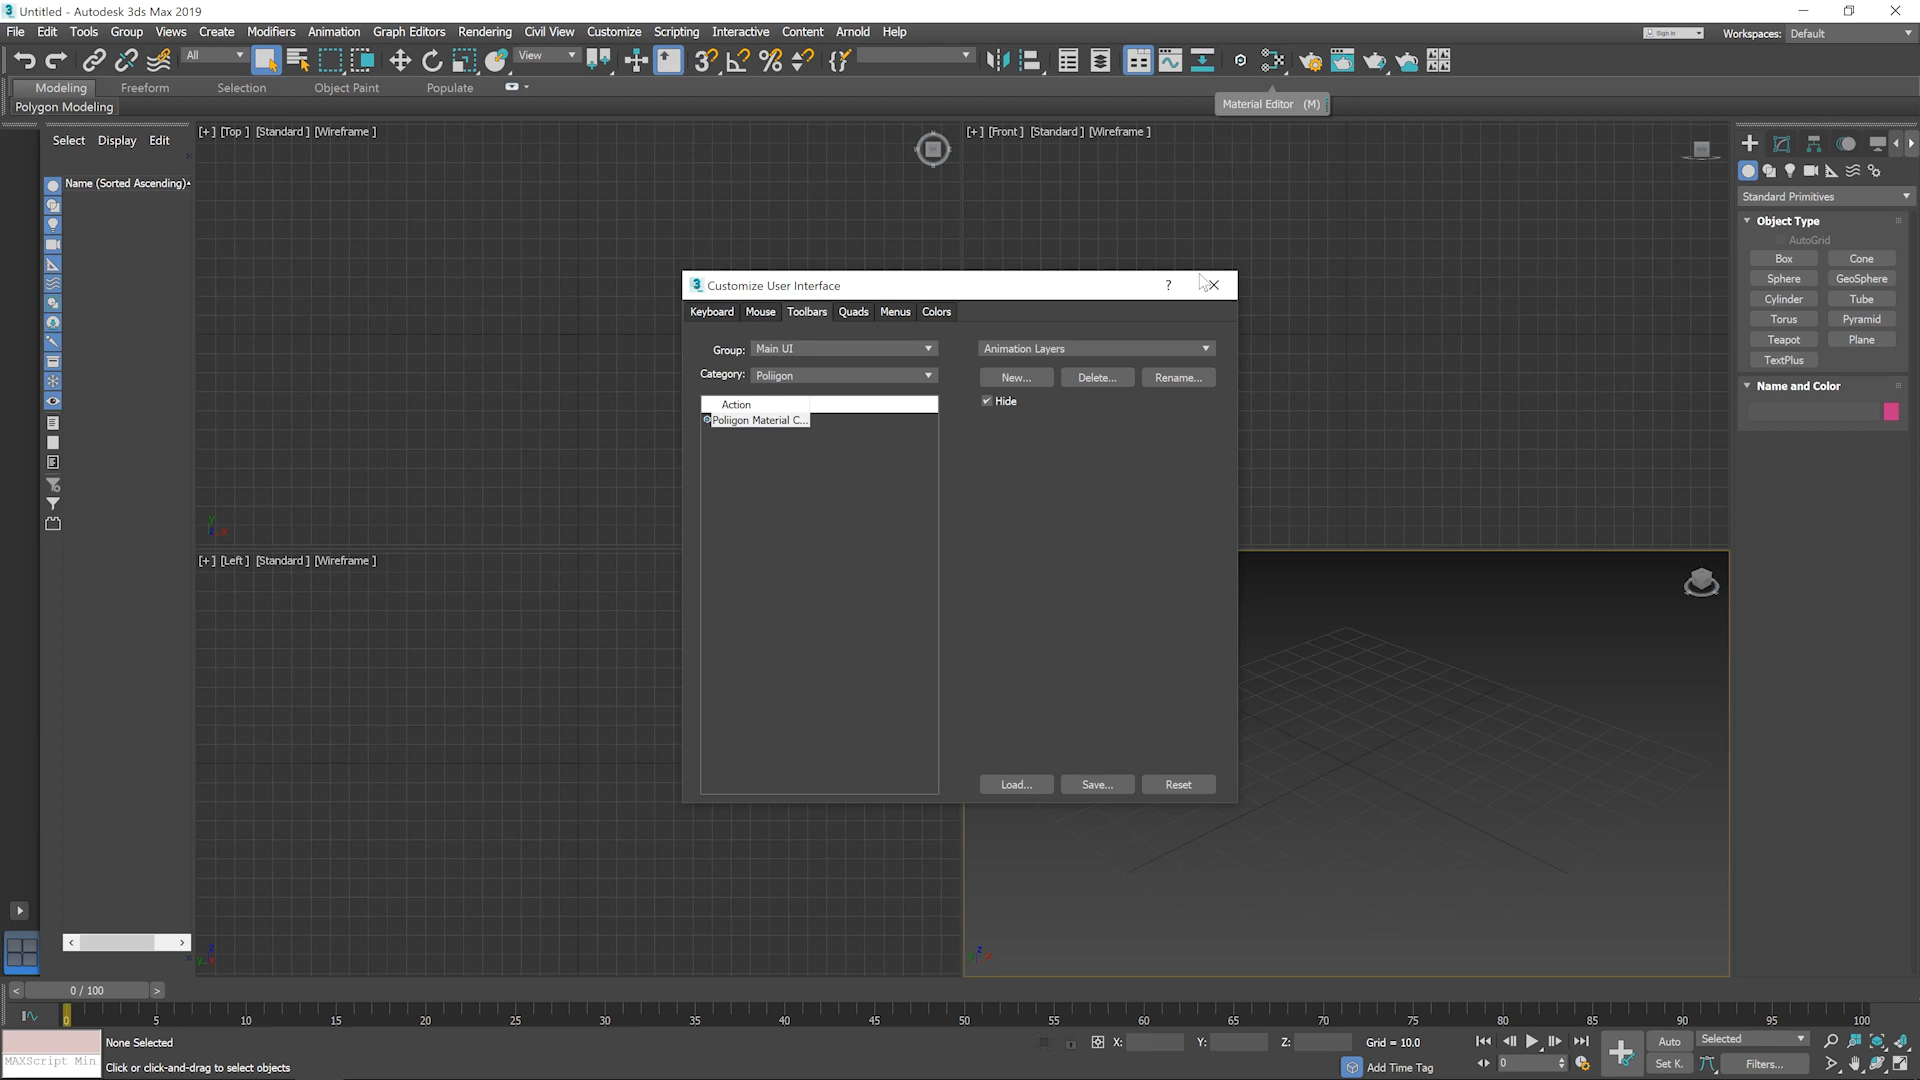 Untitled - Autodesk 3ds Max 2019
File Edit Tools Group Views Create Modifiers Animation Graph Editors Rendering Civil View Customize Scripting Interactive Content Arnold Help
Sign In
Workspaces: Default
All
View
Modeling Freeform Selection Object Paint Populate
Polygon Modeling
Material Editor (M)
Select Display Edit
Name (Sorted Ascending)
[+] [Top ] [Standard ] [Wireframe ]
[+] [Front ] [Standard ] [Wireframe ]
[+] [Left ] [Standard ] [Wireframe ]
Customize User Interface
?
Keyboard Mouse Toolbars Quads Menus Colors
Group: Main UI
Category: Poliigon
Action
Poliigon Material C...
Animation Layers
New... Delete... Rename...
Hide
Load... Save... Reset
Standard Primitives
Object Type
AutoGrid
Box Cone
Sphere GeoSphere
Cylinder Tube
Torus Pyramid
Teapot Plane
TextPlus
Name and Color
< 0 / 100 >
0 5 10 15 20 25 30 35 40 45 50 55 60 65 70 75 80 85 90 95 100
MAXScript Min
None Selected
Click or click-and-drag to select objects
X: Y: Z: Grid = 10.0
Add Time Tag
0
Auto Selected
Set K. Filters...